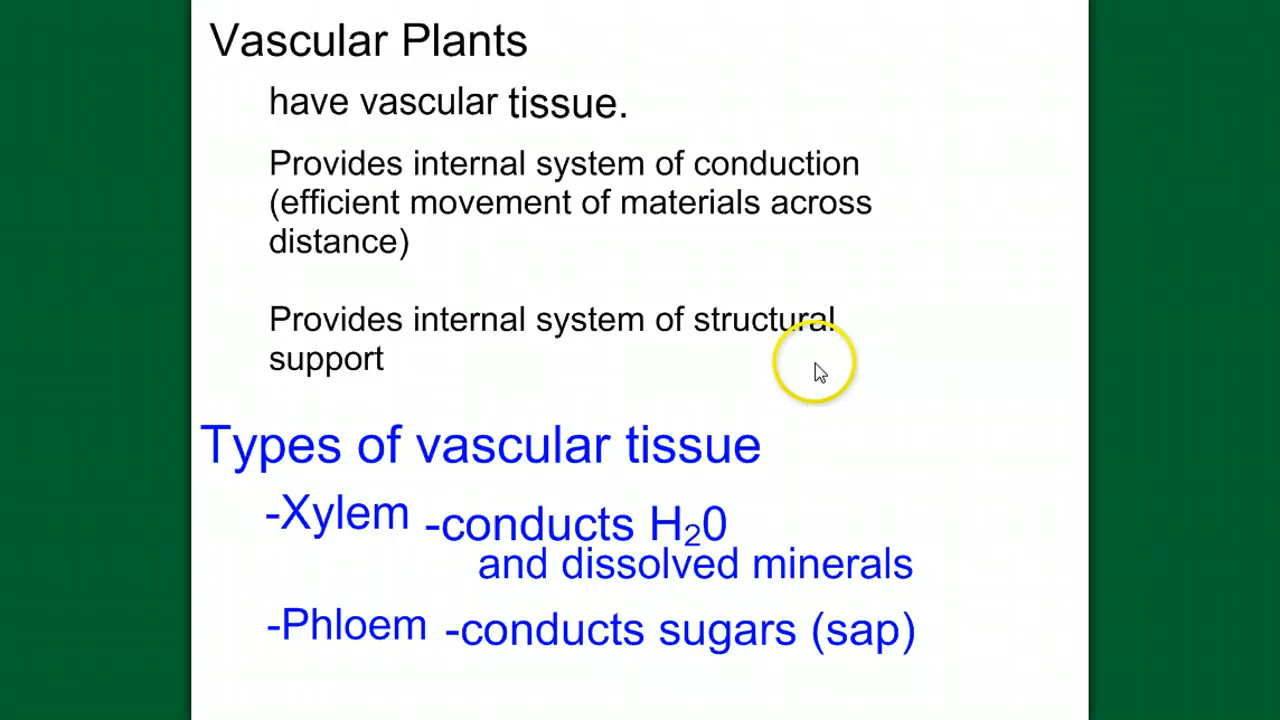 Vascular Plants
have vascular tissue.
Provides internal system of conduction
(efficient movement of materials across
distance)
Provides internal system of structural
support
Types of vascular tissue
-Xylem -conducts H₂0
and dissolved minerals
-Phloem -conducts sugars (sap)